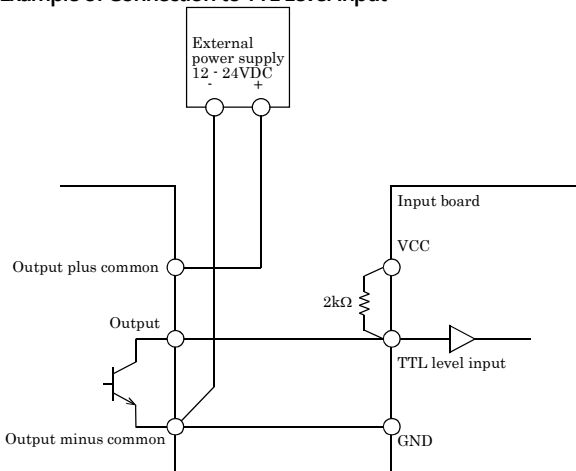 Example of Connection to TTL Level Input
External
power supply
12 - 24VDC
- +
Input board
VCC
Output plus common
2kΩ
Output
TTL level input
Output minus common
GND